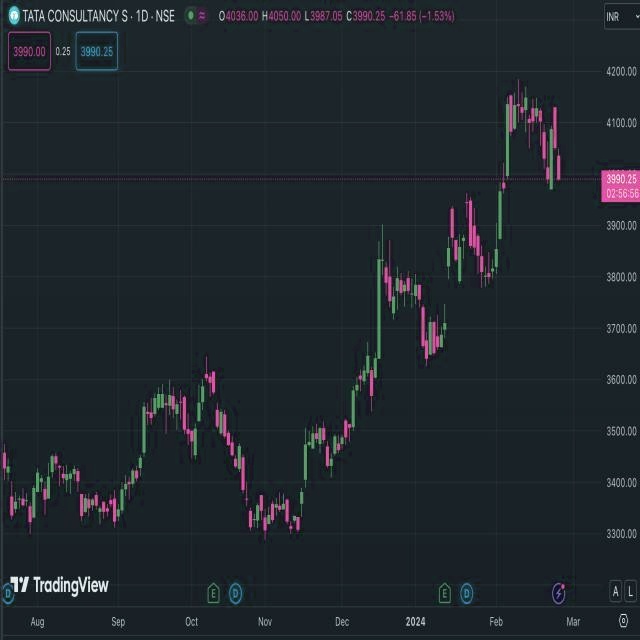 TATA CONSULTANCY S · 1D · NSE O4036.00 H4050.00 L3987.05 C3990.25 −61.85 (−1.53%) INR
3990.00 0.25 3990.25
4200.00
4100.00
3990.25
02:56:56
3900.00
3800.00
3700.00
3600.00
3500.00
3400.00
3300.00
D E D E D
TradingView A L
Aug Sep Oct Nov Dec 2024 Feb Mar